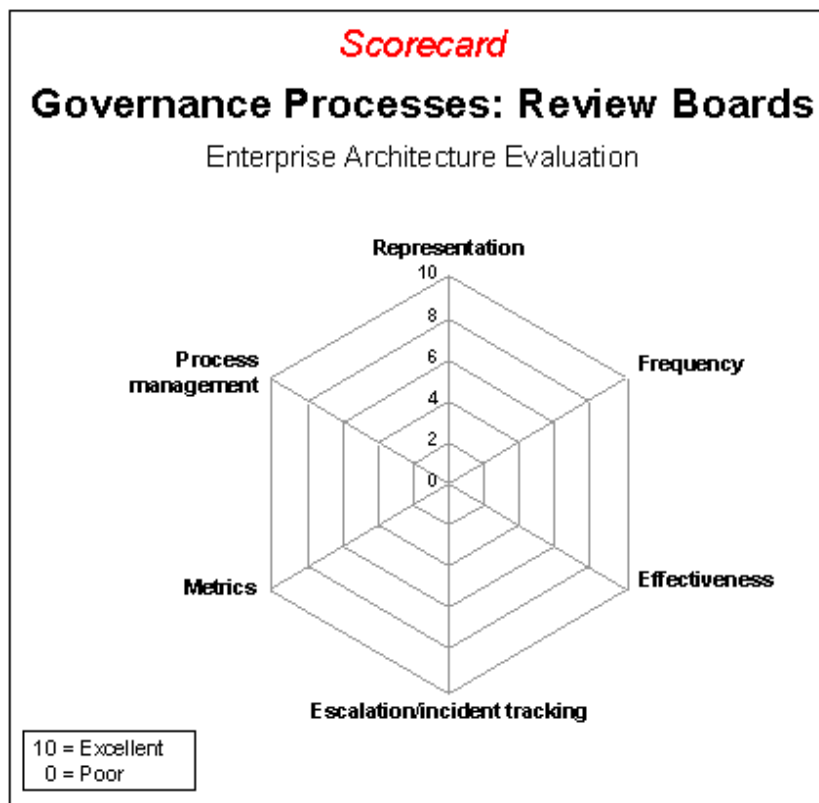 Scorecard
Governance Processes: Review Boards
Enterprise Architecture Evaluation
Representation
10
8
6
4
2
0
Process
management
Frequency
Metrics
Effectiveness
Escalation/incident tracking
10 = Excellent
0 = Poor